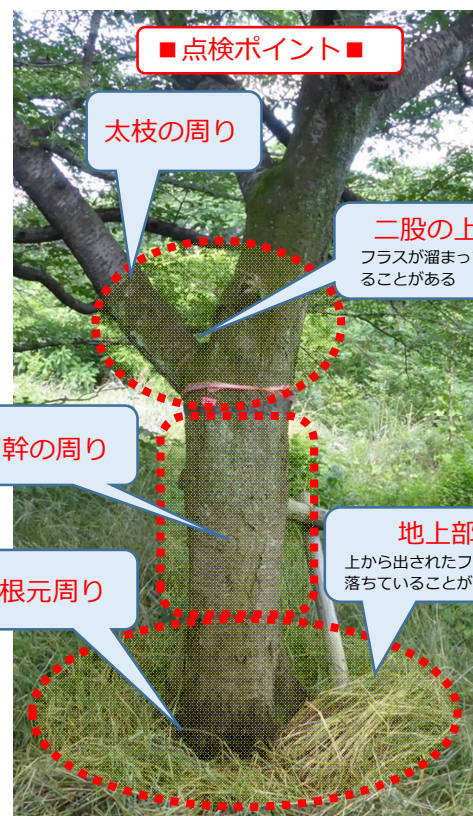 ■点検ポイント■
太枝の周り
二股の上
フラスが溜まっ
ることがある
幹の周り
地上部
上から出されたフ
落ちていることが
根元周り